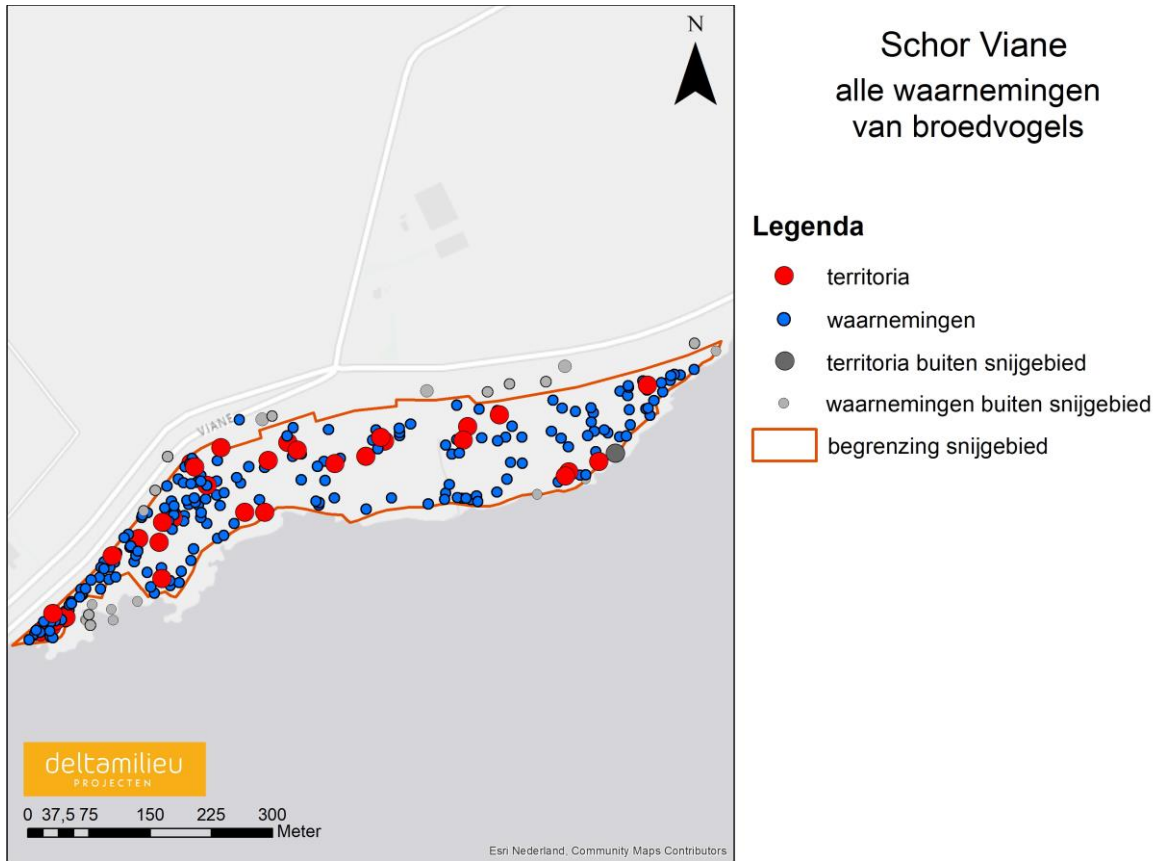 N
VIANE
deltamilieu
PROJECTEN
0 37,5 75 150 225 300
Meter
Esri Nederland, Community Maps Contributors
Schor Viane
alle waarnemingen
van broedvogels
Legenda
territoria
waarnemingen
territoria buiten snijgebied
waarnemingen buiten snijgebied
begrenzing snijgebied